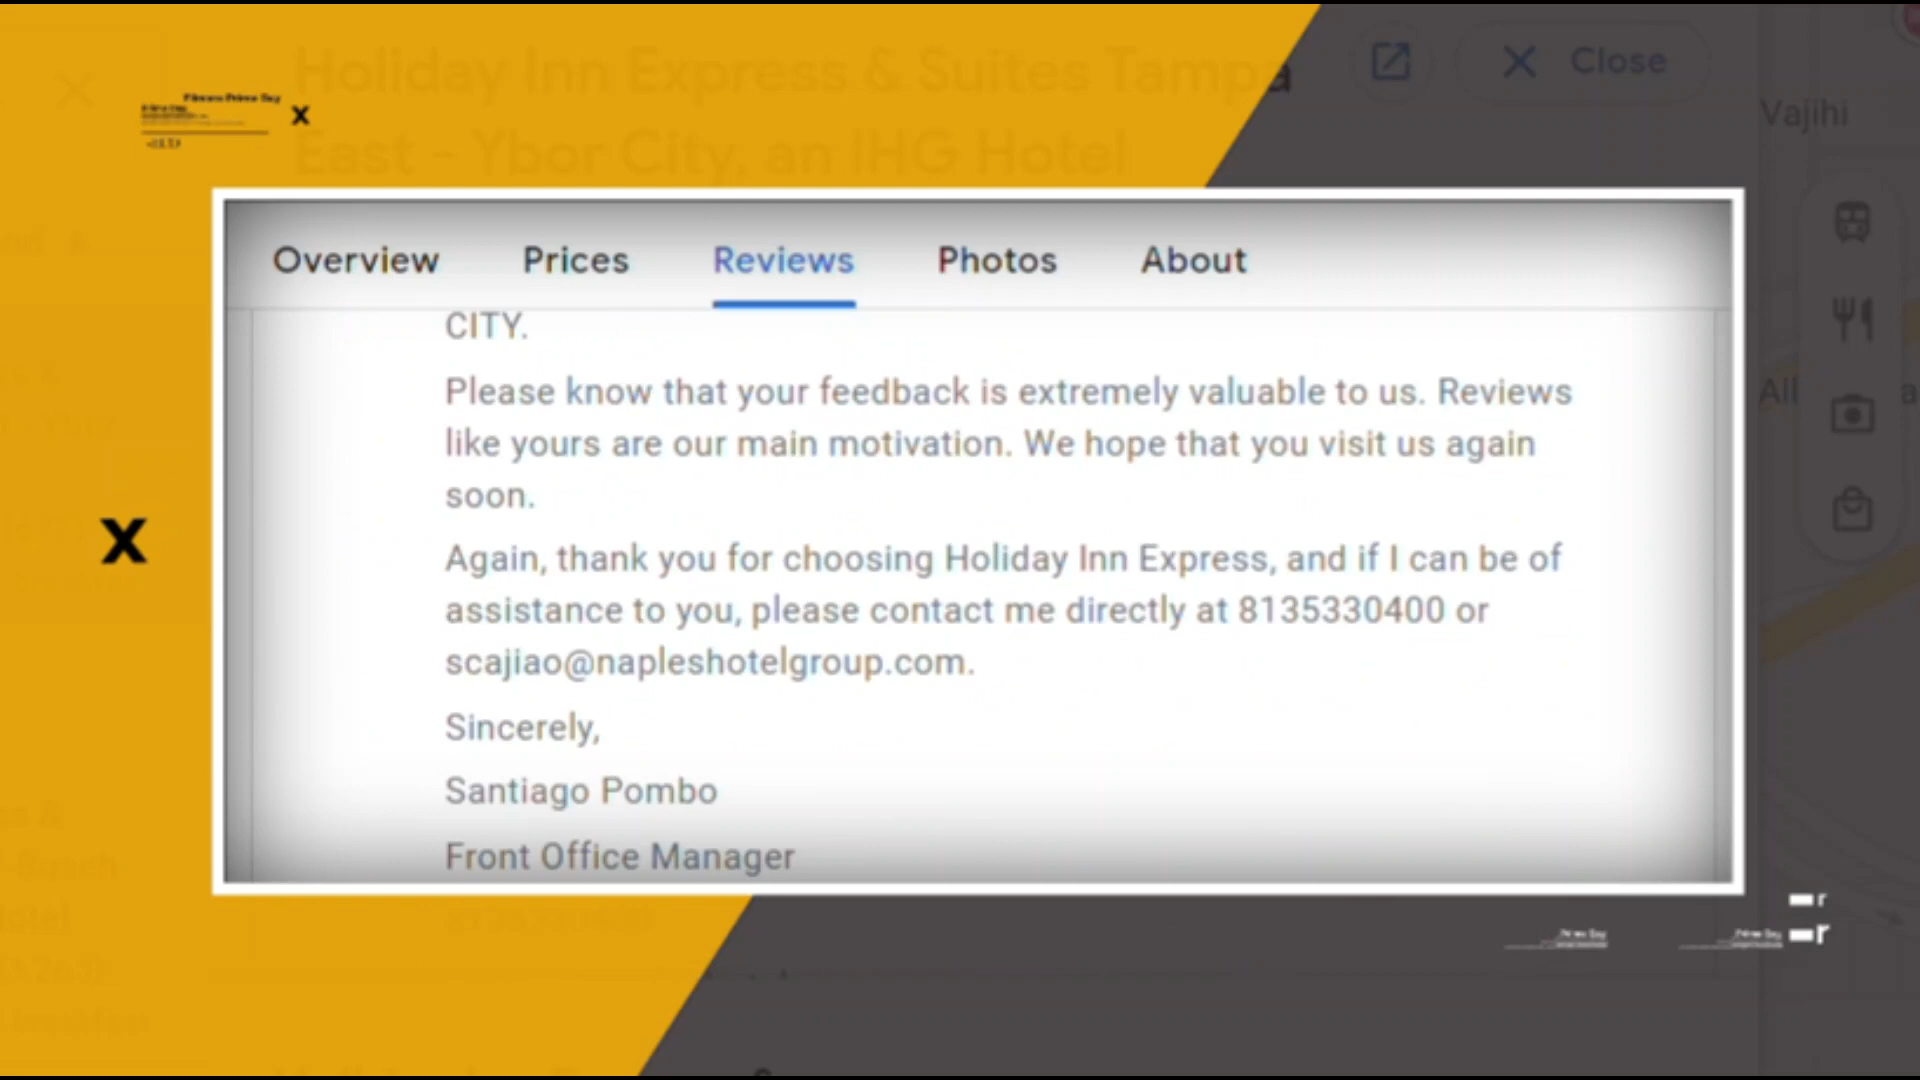 Holiday Inn Express & Suites Tampa
East - Ybor City, an IHG Hotel
Close
Vajihi
X
Overview Prices Reviews Photos About
CITY.
Please know that your feedback is extremely valuable to us. Reviews
like yours are our main motivation. We hope that you visit us again
soon.
Again, thank you for choosing Holiday Inn Express, and if I can be of
assistance to you, please contact me directly at 8135330400 or
scajiao@napleshotelgroup.com.
Sincerely,
Santiago Pombo
Front Office Manager
8135330400
All
X